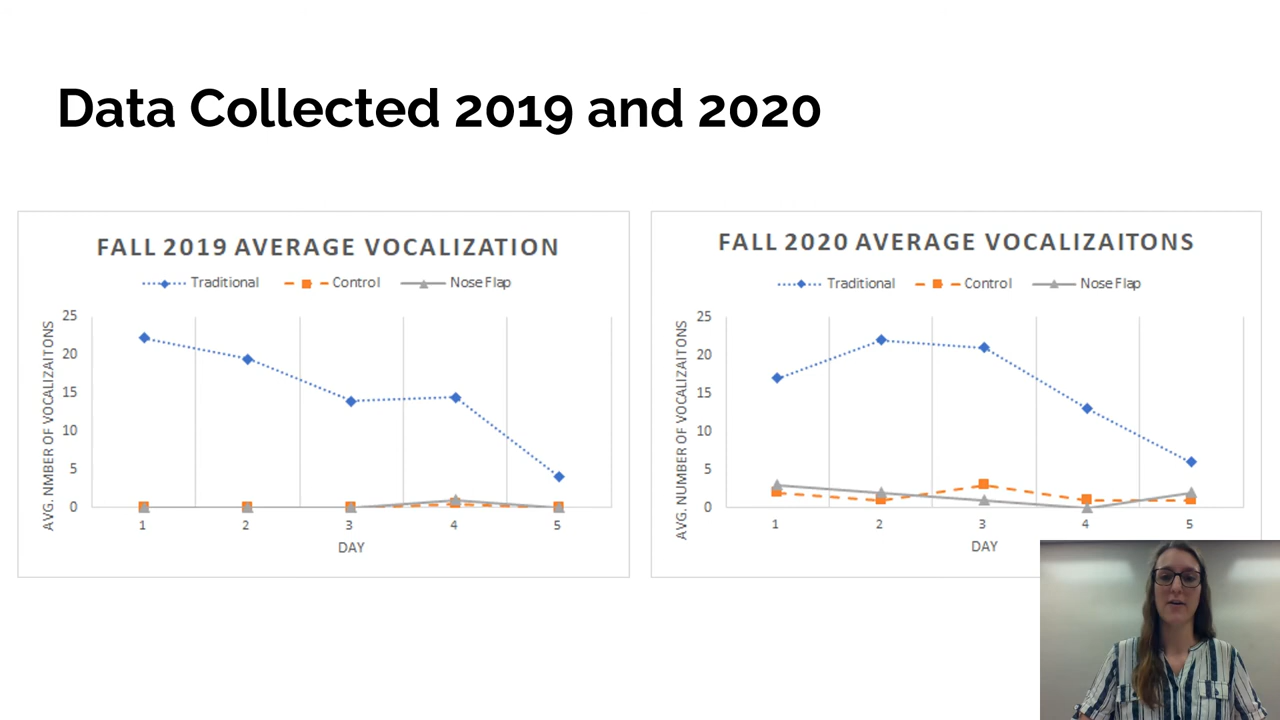 Data Collected 2019 and 2020
FALL 2019 AVERAGE VOCALIZATION
Traditional Control Nose Flap
AVG. NMBER OF VOCALIZAITONS
25
20
15
10
5
0
1 2 3 4 5
DAY
FALL 2020 AVERAGE VOCALIZAITONS
Traditional Control Nose Flap
AVG. NUMBER OF VOCALIZAITONS
25
20
15
10
5
0
1 2 3 4 5
DAY